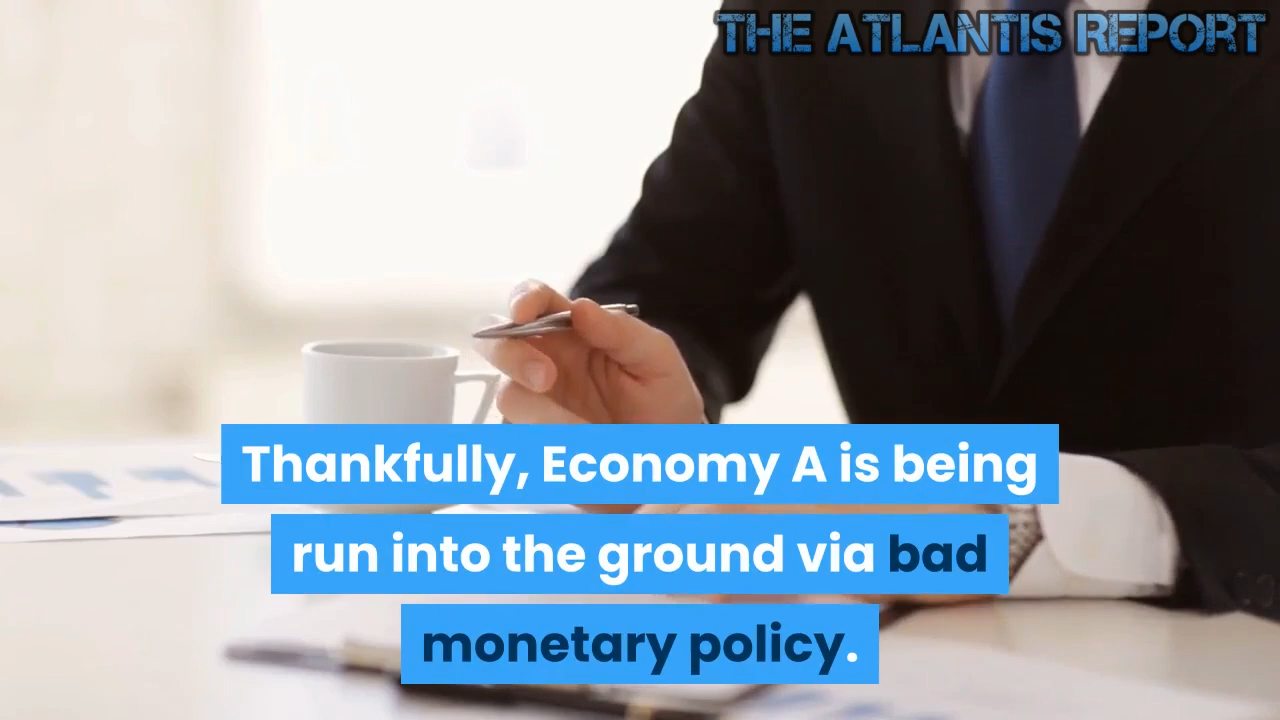 THE ATLANTIS REPORT
Thankfully, Economy A is being
run into the ground via bad
monetary policy.